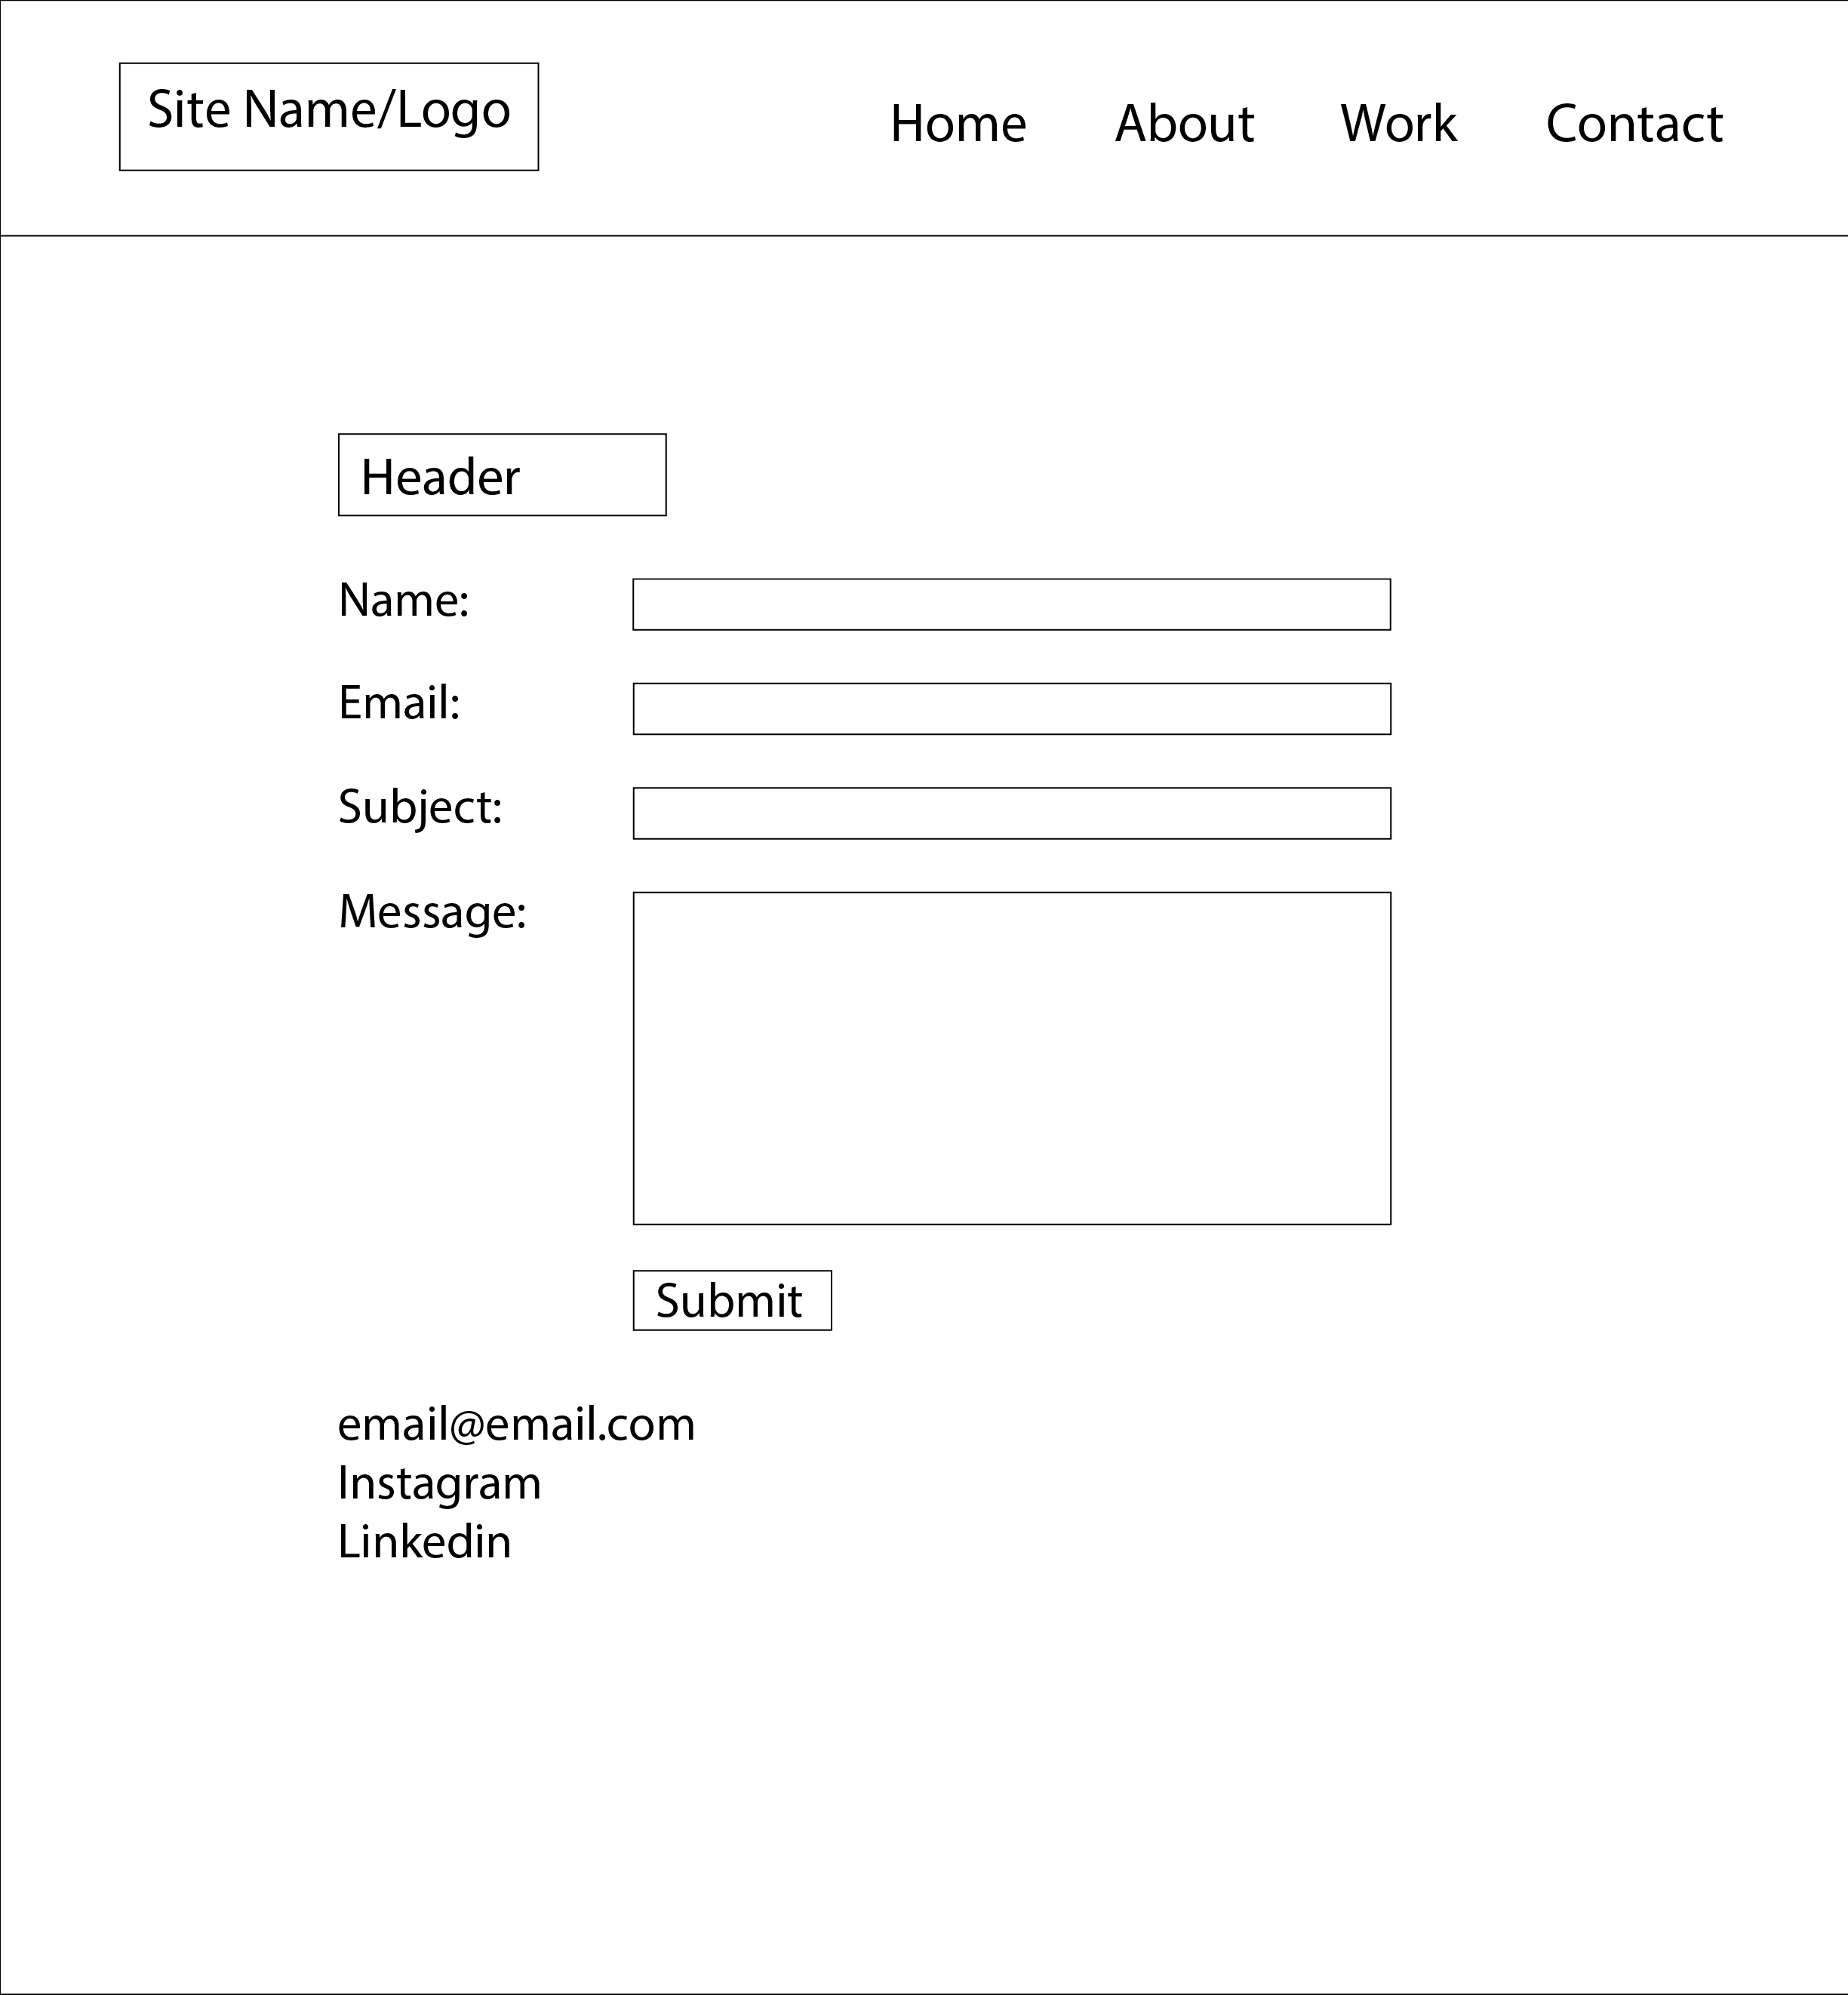 Site Name/Logo
Home About Work Contact
Header
Name:
Email:
Subject:
Message:
Submit
email@email.com
Instagram
Linkedin